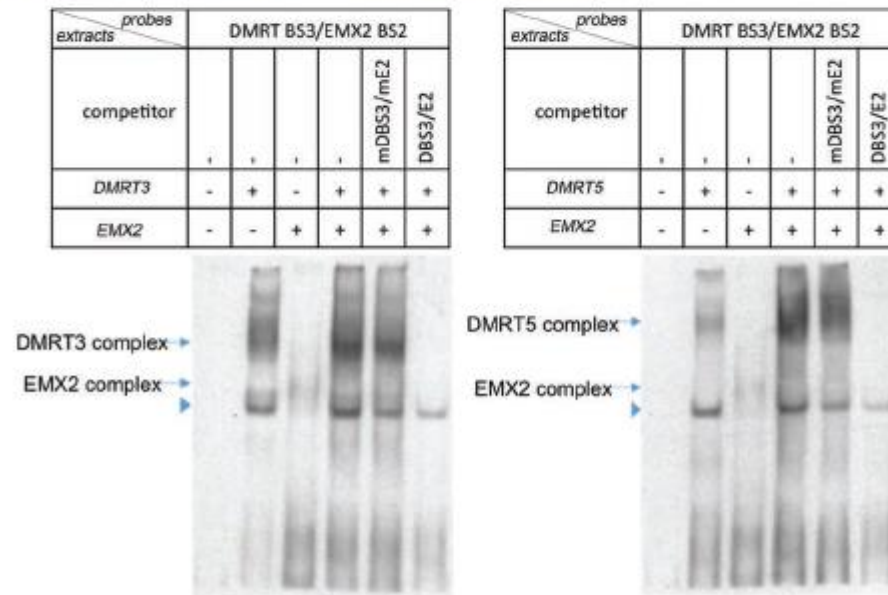 probes
extracts
DMRT BS3/EMX2 BS2
competitor
- - - - mDBS3/mE2 DBS3/E2
DMRT3 - + - + + +
EMX2 - - + + + +
DMRT3 complex
EMX2 complex
probes
extracts
DMRT BS3/EMX2 BS2
competitor
- - - - mDBS3/mE2 DBS3/E2
DMRT5 - + - + + +
EMX2 - - + + + +
DMRT5 complex
EMX2 complex